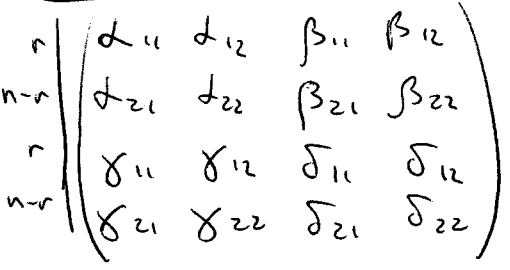 r α₁₁ α₁₂ β₁₁ β₁₂
n-r α₂₁ α₂₂ β₂₁ β₂₂
r γ₁₁ γ₁₂ δ₁₁ δ₁₂
n-r γ₂₁ γ₂₂ δ₂₁ δ₂₂